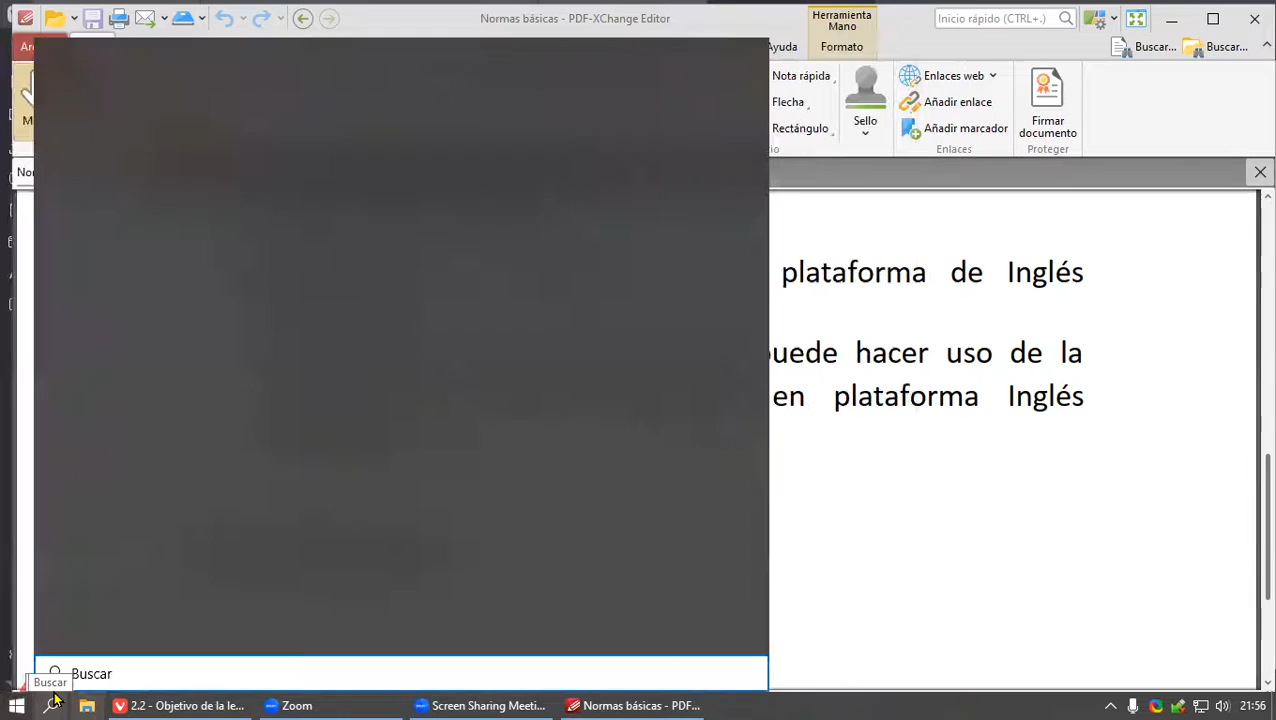 Normas básicas - PDF-XChange Editor
Herramienta
Mano
Inicio rápido (CTRL+.)
Ayuda
Formato
Buscar...
Buscar...
Nota rápida
Flecha
Rectángulo
Sello
Enlaces web
Añadir enlace
Añadir marcador
Enlaces
Firmar
documento
Proteger
plataforma de Inglés
puede hacer uso de la
en plataforma Inglés
Buscar
Buscar
2.2 - Objetivo de la le...
Zoom
Screen Sharing Meeti...
Normas básicas - PDF...
21:56